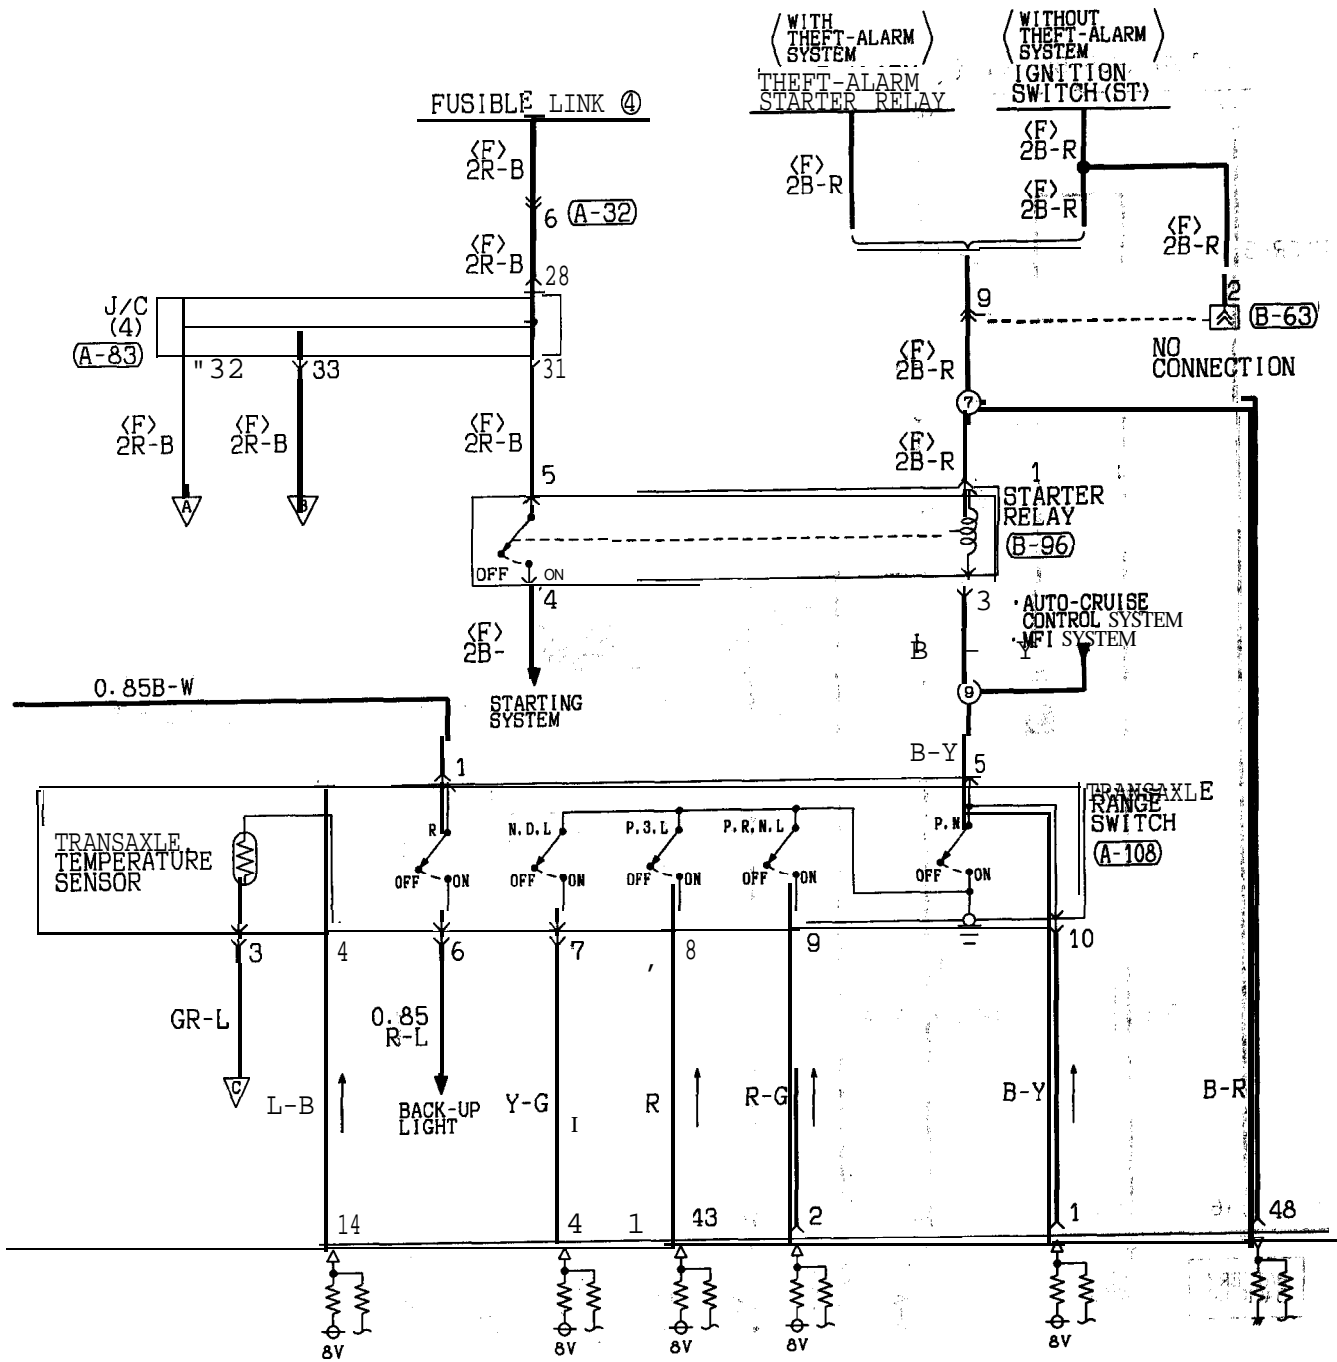 WITH
THEFT-ALARM
SYSTEM
WITHOUT
THEFT-ALARM
SYSTEM
THEFT-ALARM
STARTER RELAY
IGNITION
SWITCH(ST)
FUSIBLE LINK ④
<F>
2R-B
<F>
2B-R
<F>
2B-R
<F>
2B-R
6 (A-32)
<F>
2B-R
<F>
2R-B
28
J/C
(4)
(A-83)
9
2
(B-63)
NO
CONNECTION
"32
33
31
<F>
2B-R
7
<F>
2R-B
<F>
2R-B
<F>
2R-B
<F>
2B-R
5
1
A
B
STARTER
RELAY
(B-96)
OFF
ON
4
3
<F>
2B-
·AUTO-CRUISE
CONTROL SYSTEM
·MFI SYSTEM
B - Y
9
0.85B-W
STARTING
SYSTEM
1
B-Y
5
TRANSAXLE
RANGE
SWITCH
(A-108)
TRANSAXLE
TEMPERATURE
SENSOR
R
N.D.L
P.3.L
P.R.N.L
P.N
OFF
ON
OFF
ON
OFF
ON
OFF
ON
OFF
ON
3
4
6
7
8
9
10
GR-L
0.85
R-L
C
L-B
BACK-UP
LIGHT
Y-G
R
R-G
B-Y
B-R
14
4
1
43
2
1
48
8V
8V
8V
8V
8V